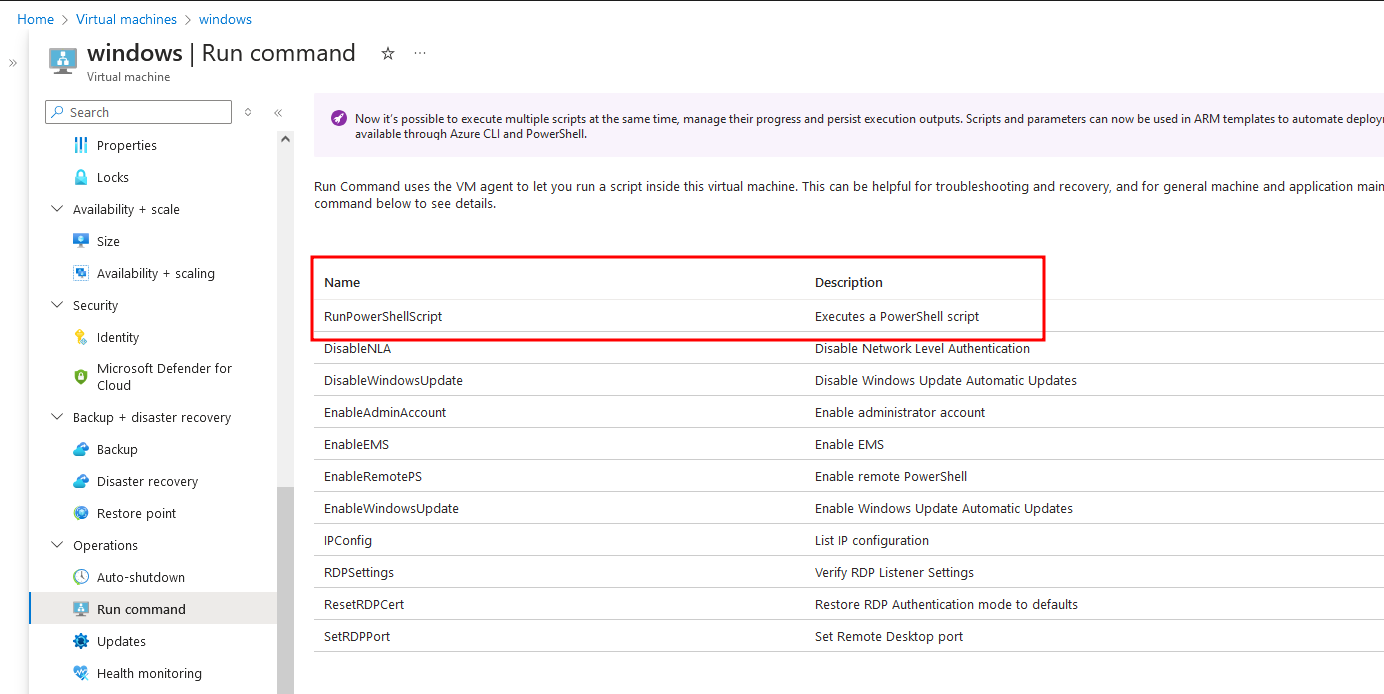 Home > Virtual machines > windows
windows | Run command
Virtual machine
Search
Properties
Locks
Availability + scale
Size
Availability + scaling
Security
Identity
Microsoft Defender for
Cloud
Backup + disaster recovery
Backup
Disaster recovery
Restore point
Operations
Auto-shutdown
Run command
Updates
Health monitoring
Now it's possible to execute multiple scripts at the same time, manage their progress and persist execution outputs. Scripts and parameters can now be used in ARM templates to automate deploym
available through Azure CLI and PowerShell.
Run Command uses the VM agent to let you run a script inside this virtual machine. This can be helpful for troubleshooting and recovery, and for general machine and application main
command below to see details.
Name Description
RunPowerShellScript Executes a PowerShell script
DisableNLA Disable Network Level Authentication
DisableWindowsUpdate Disable Windows Update Automatic Updates
EnableAdminAccount Enable administrator account
EnableEMS Enable EMS
EnableRemotePS Enable remote PowerShell
EnableWindowsUpdate Enable Windows Update Automatic Updates
IPConfig List IP configuration
RDPSettings Verify RDP Listener Settings
ResetRDPCert Restore RDP Authentication mode to defaults
SetRDPPort Set Remote Desktop port